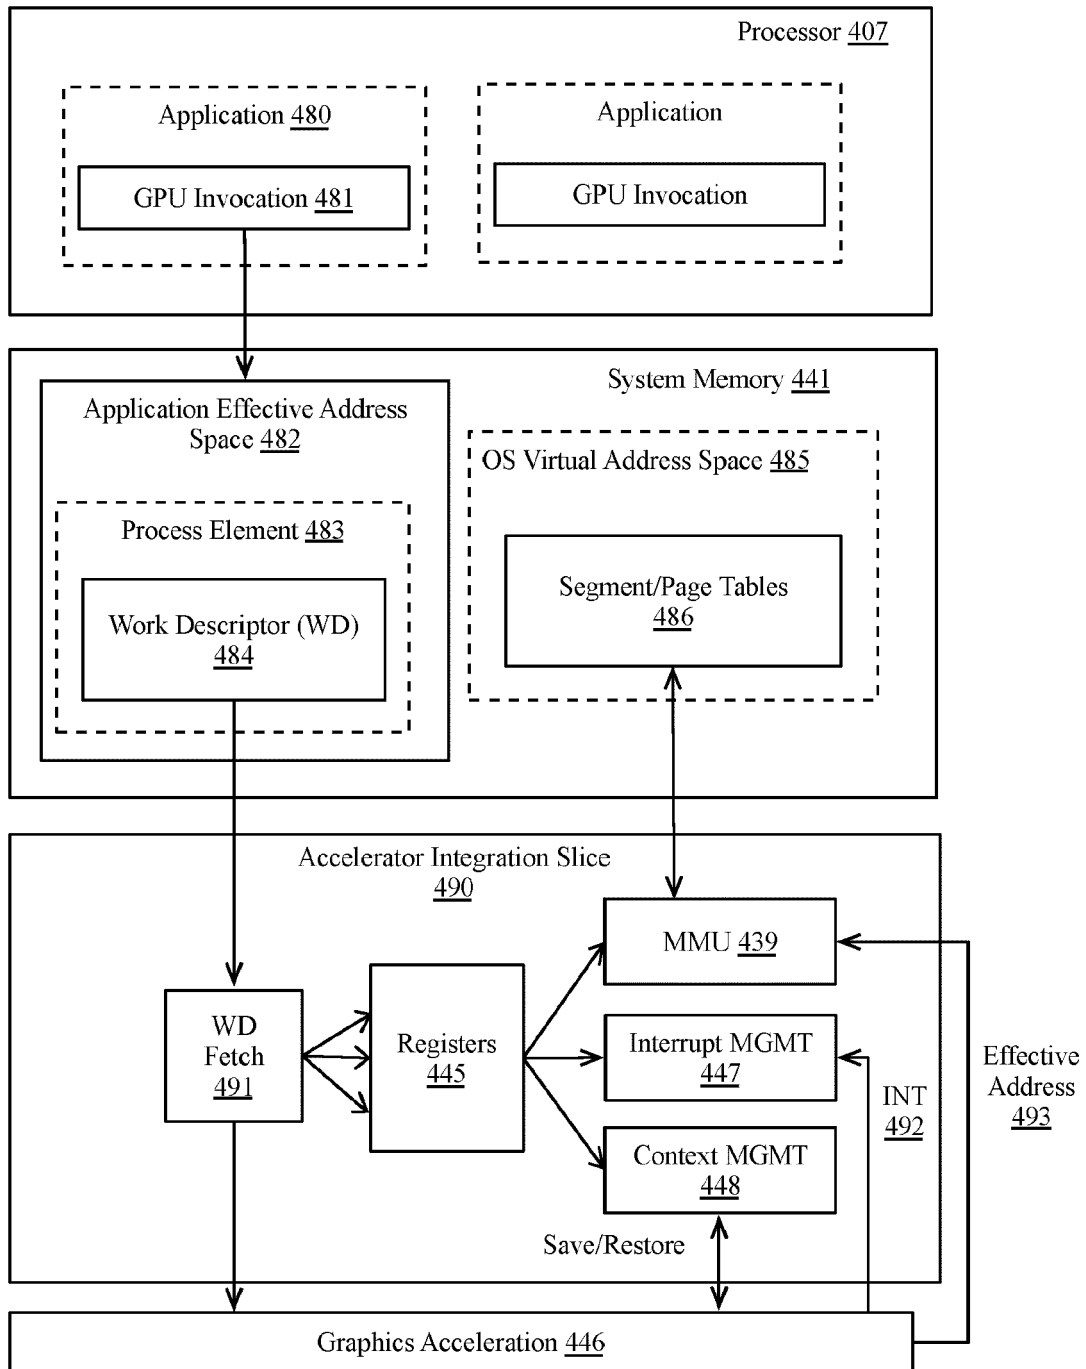 Processor 407
Application 480
Application
GPU Invocation 481
GPU Invocation
System Memory 441
Application Effective Address
Space 482
OS Virtual Address Space 485
Process Element 483
Segment/Page Tables
486
Work Descriptor (WD)
484
Accelerator Integration Slice
490
MMU 439
WD
Fetch
491
Registers
445
Interrupt MGMT
447
Effective
Address
493
INT
492
Context MGMT
448
Save/Restore
Graphics Acceleration 446